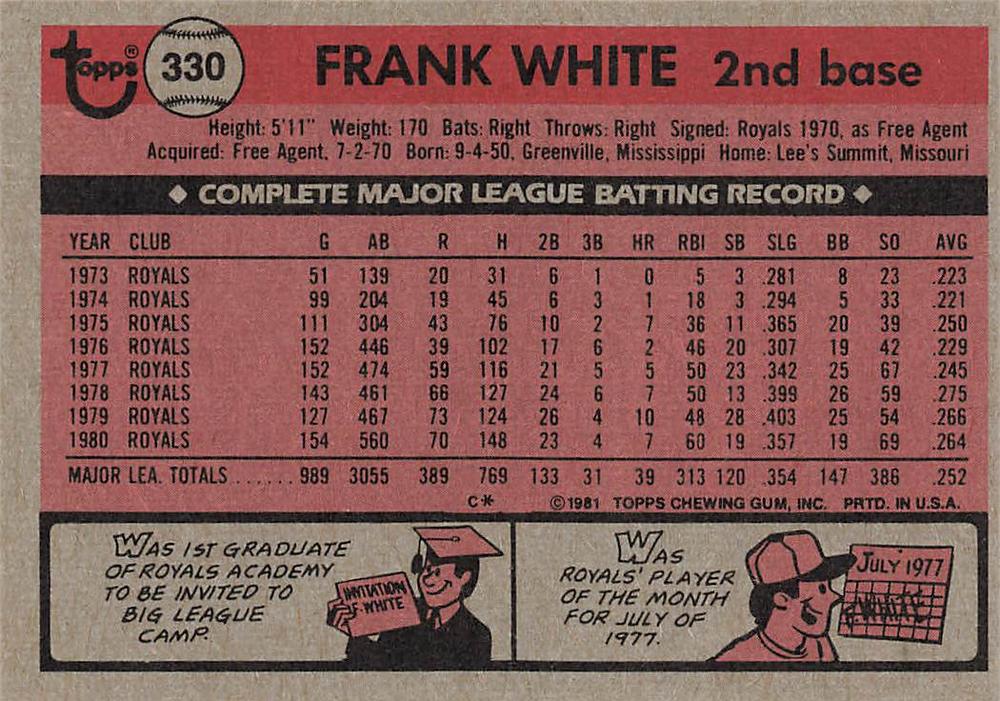 topps® 330 FRANK WHITE 2nd base
Height: 5'11" Weight: 170 Bats: Right Throws: Right Signed: Royals 1970, as Free Agent
Acquired: Free Agent, 7-2-70 Born: 9-4-50, Greenville, Mississippi Home: Lee's Summit, Missouri
◆ COMPLETE MAJOR LEAGUE BATTING RECORD ◆
YEAR CLUB G AB R H 2B 3B HR RBI SB SLG BB SO AVG
1973 ROYALS 51 139 20 31 6 1 0 5 3 .281 8 23 .223
1974 ROYALS 99 204 19 45 6 3 1 18 3 .294 5 33 .221
1975 ROYALS 111 304 43 76 10 2 7 36 11 .365 20 39 .250
1976 ROYALS 152 446 39 102 17 6 2 46 20 .307 19 42 .229
1977 ROYALS 152 474 59 116 21 5 5 50 23 .342 25 67 .245
1978 ROYALS 143 461 66 127 24 6 7 50 13 .399 26 59 .275
1979 ROYALS 127 467 73 124 26 4 10 48 28 .403 25 54 .266
1980 ROYALS 154 560 70 148 23 4 7 60 19 .357 19 69 .264
MAJOR LEA. TOTALS ...... 989 3055 389 769 133 31 39 313 120 .354 147 386 .252
C* ©1981 TOPPS CHEWING GUM, INC. PRTD. IN U.S.A.
WAS 1ST GRADUATE
OF ROYALS ACADEMY
TO BE INVITED TO
BIG LEAGUE
CAMP.
INVITATION
F. WHITE
WAS
ROYALS' PLAYER
OF THE MONTH
FOR JULY OF
1977.
JULY 1977
F. WHITE